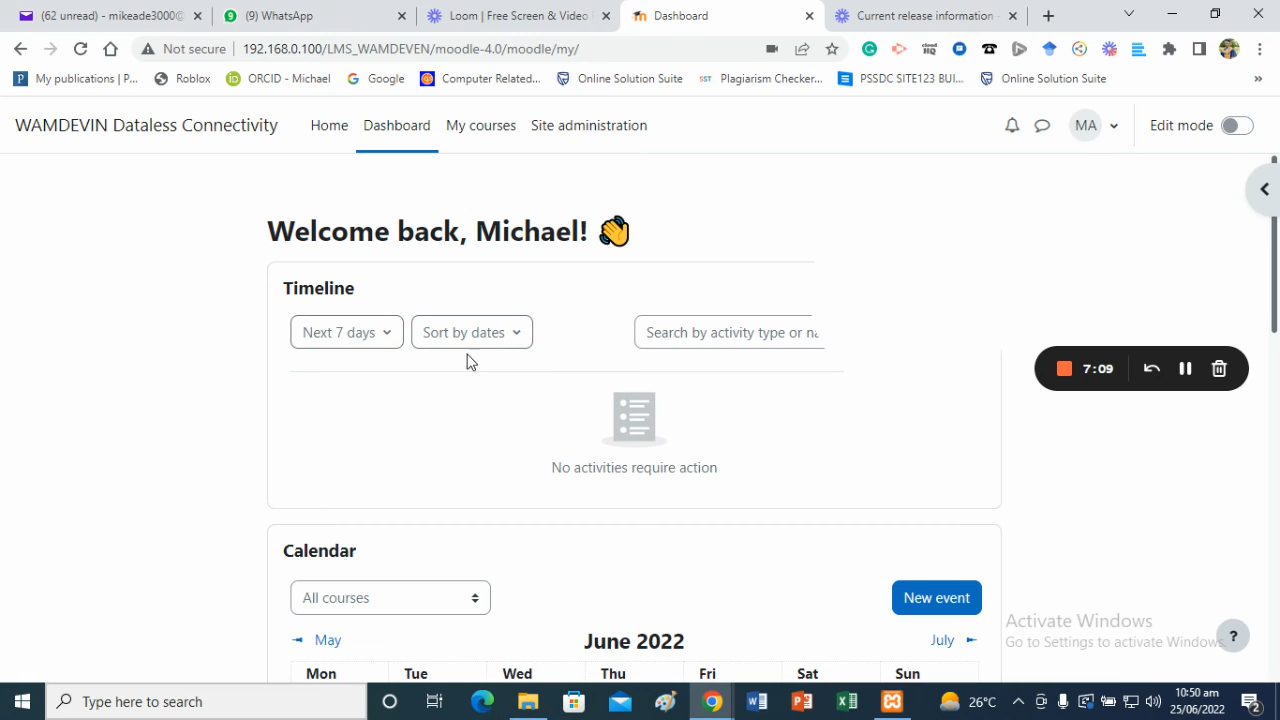 (62 unread) - mikeade3000@
(9) WhatsApp
Loom | Free Screen & Video
Dashboard
Current release information
Not secure
192.168.0.100/LMS_WAMDEVEN/moodle-4.0/moodle/my/
My publications | P...
Roblox
ORCID - Michael
Google
Computer Related...
Online Solution Suite
Plagiarism Checker...
PSSDC SITE123 BUI...
Online Solution Suite
»
WAMDEVIN Dataless Connectivity
Home
Dashboard
My courses
Site administration
MA
Edit mode
Welcome back, Michael! 👋
Timeline
Next 7 days
Sort by dates
Search by activity type or na
7:09
No activities require action
Calendar
All courses
New event
Activate Windows
Go to Settings to activate Windows.
?
May
June 2022
July
Mon
Tue
Wed
Thu
Fri
Sat
Sun
Type here to search
26°C
10:50 am
25/06/2022
2